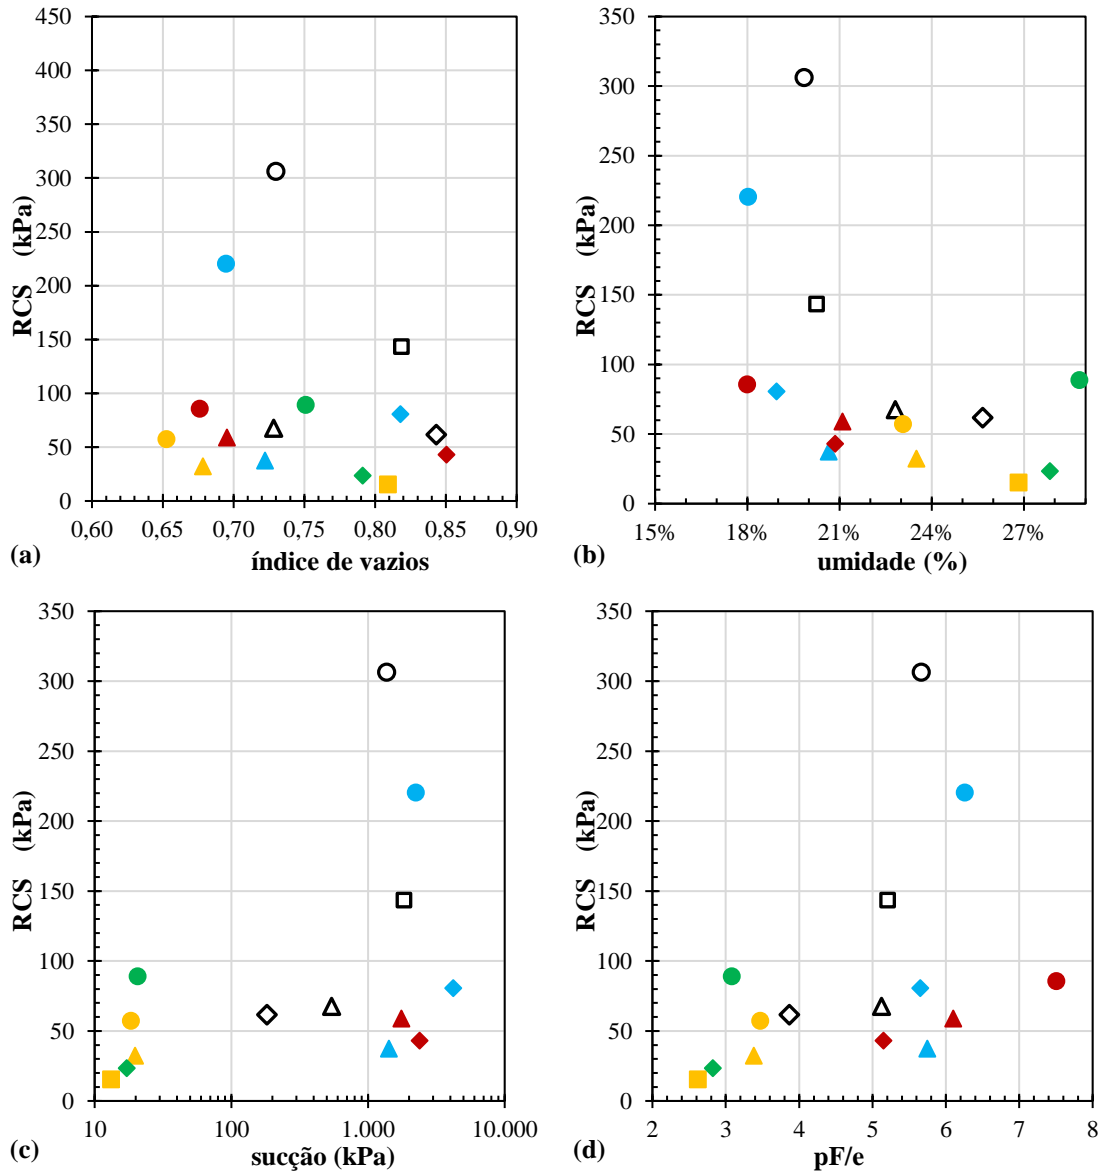 450
400
350
300
250
200
150
100
50
0
RCS (kPa)
0,60 0,65 0,70 0,75 0,80 0,85 0,90
(a) índice de vazios
350
300
250
200
150
100
50
0
RCS (kPa)
15% 18% 21% 24% 27%
(b) umidade (%)
350
300
250
200
150
100
50
0
RCS (kPa)
10 100 1.000 10.000
(c) sucção (kPa)
350
300
250
200
150
100
50
0
RCS (kPa)
2 3 4 5 6 7 8
(d) pF/e